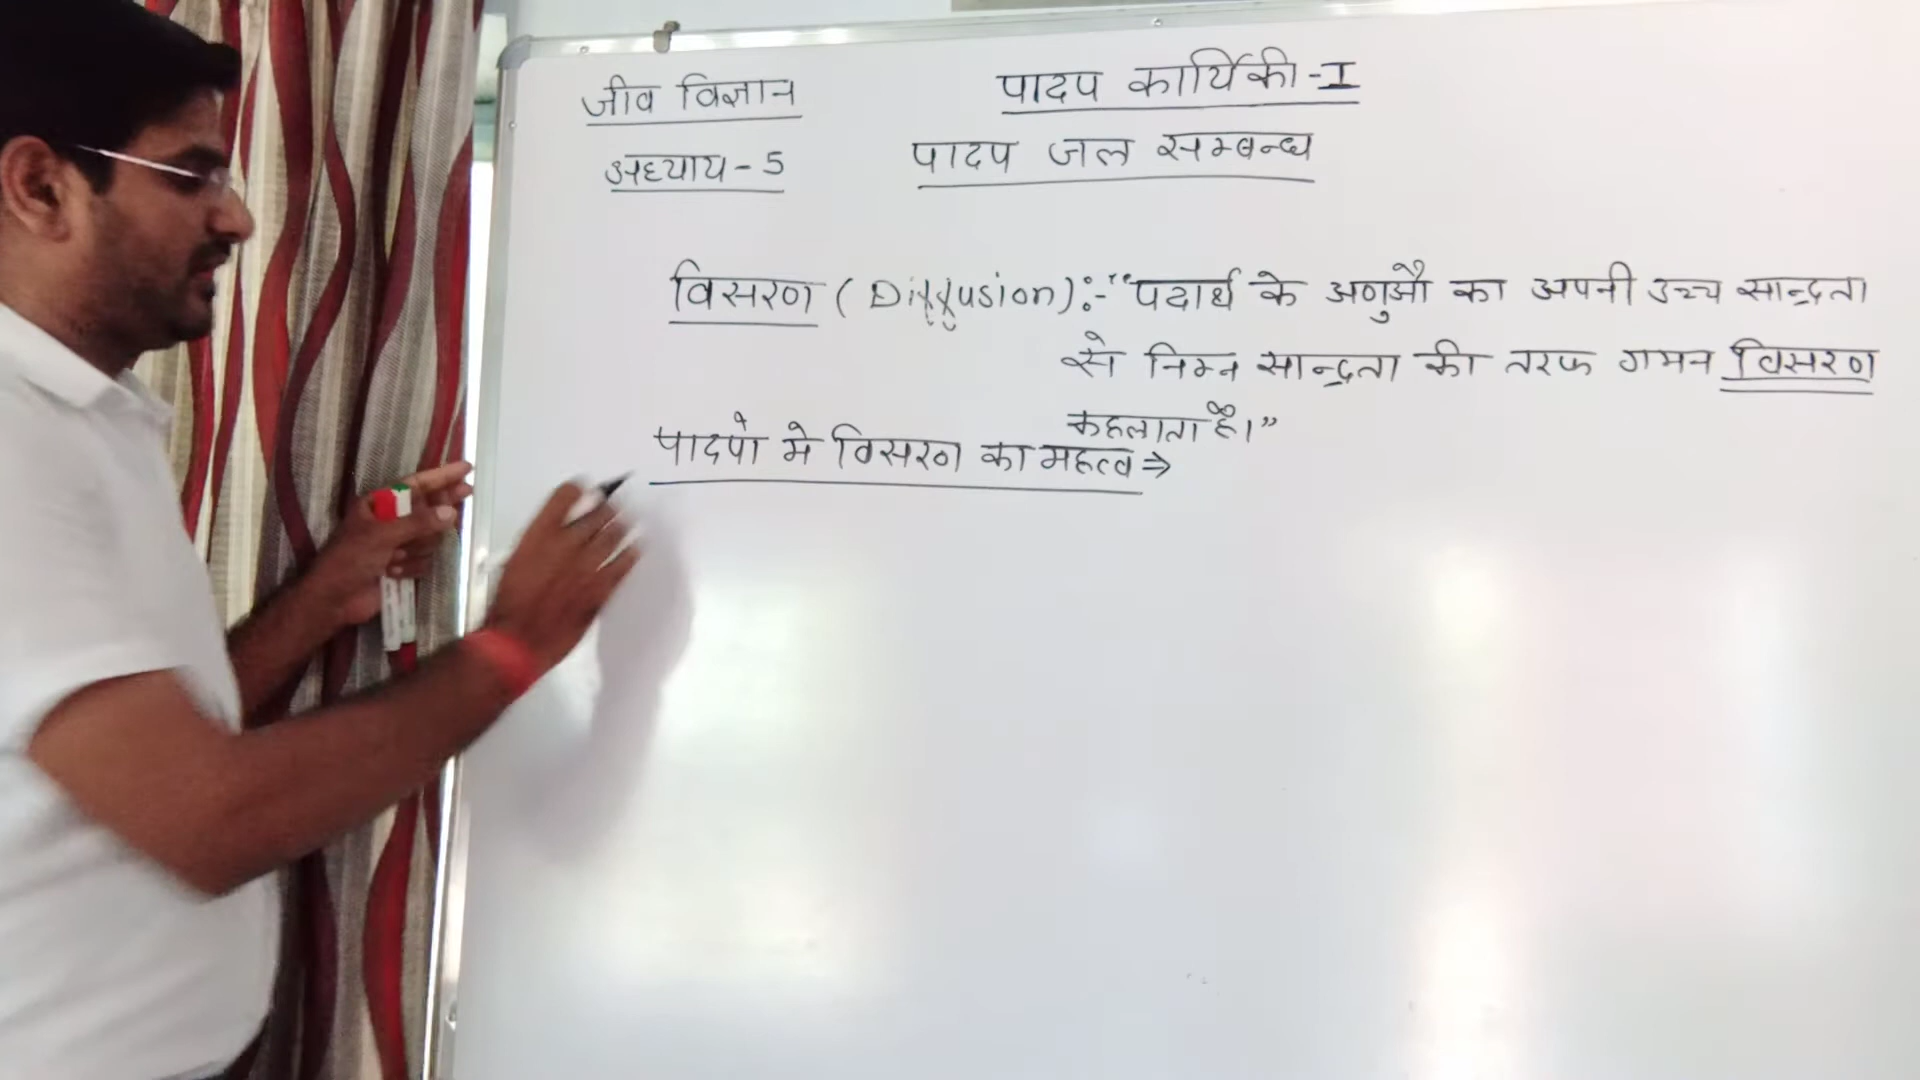 जीव विज्ञान
पादप कार्यिकी-I
अध्याय-5
पादप जल सम्बन्ध
विसरण (Diffusion):-"पदार्थ के अणुओ का अपनी उच्च सान्द्रता
से निम्न सान्द्रता की तरफ गमन विसरण
कहलाता है।"
पादपो मे विसरण का महत्व⇒